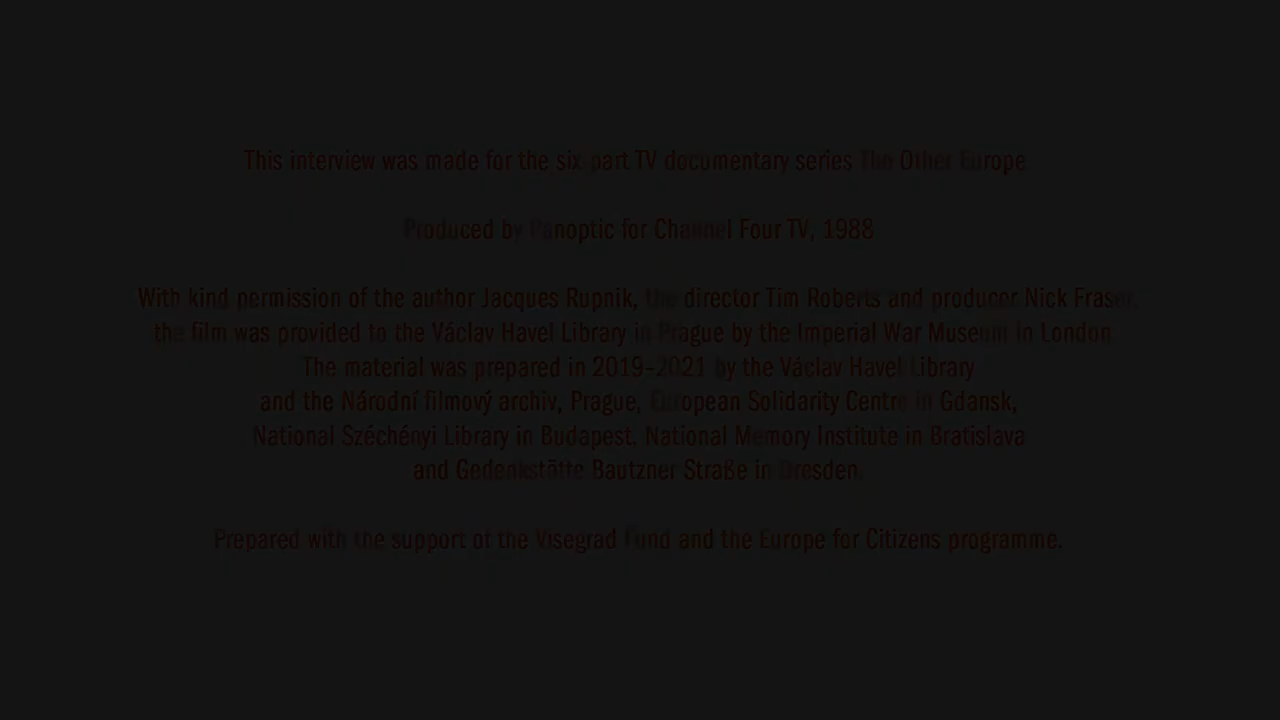 This interview was made for the six-part TV documentary series The Other Europe
Produced by Panoptic for Channel Four TV, 1988
With kind permission of the author Jacques Rupnik, the director Tim Roberts and producer Nick Fraser,
the film was provided to the Václav Havel Library in Prague by the Imperial War Museum in London
The material was prepared in 2019–2021 by the Václav Havel Library
and the Národní filmový archiv, Prague, European Solidarity Centre in Gdansk,
National Széchényi Library in Budapest, National Memory Institute in Bratislava
and Gedenkstätte Bautzner Straße in Dresden.
Prepared with the support of the Visegrad Fund and the Europe for Citizens programme.